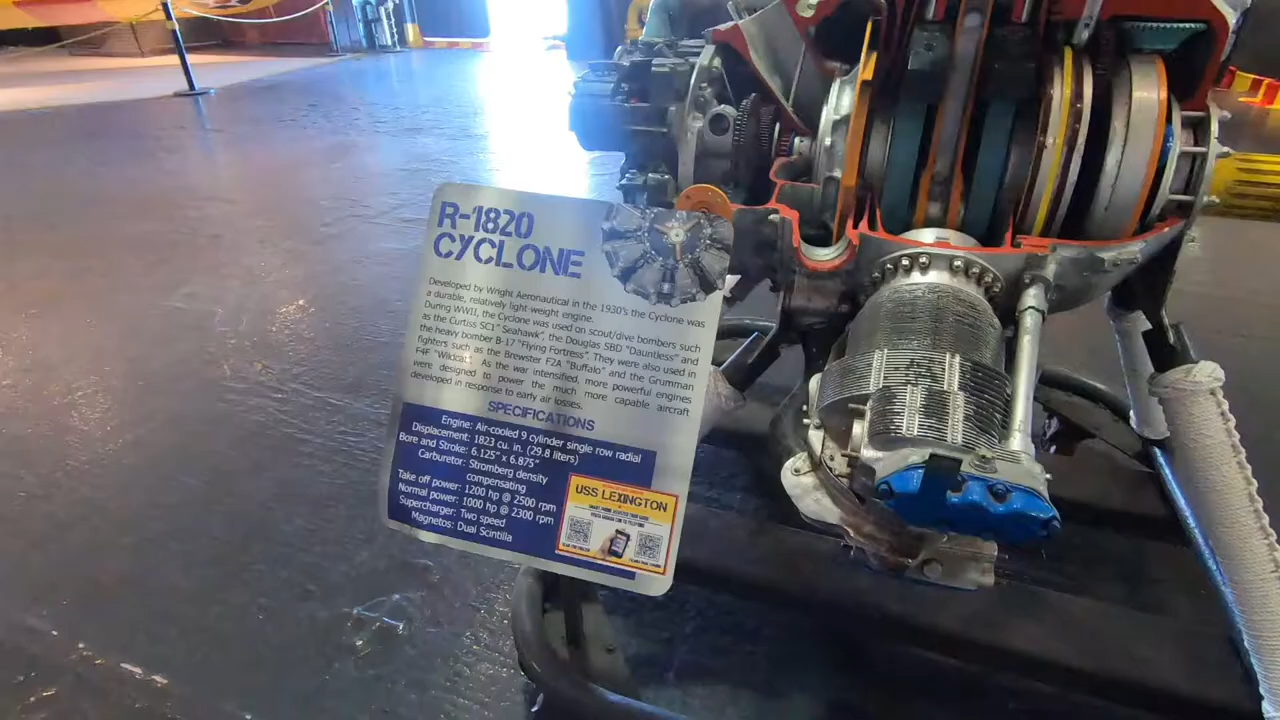 R-1820
CYCLONE
Developed by Wright Aeronautical in the 1930's the Cyclone was
a durable, relatively light weight engine.
During WWII, the Cyclone was used on scout/dive bombers such
as the Curtiss SC1" Seahawk", the Douglas SBD "Dauntless" and
the heavy bomber B-17 "Flying Fortress". They were also used in
fighters such as the Brewster F2A "Buffalo" and the Grumman
F4F "Wildcat". As the war intensified, more powerful engines
were designed to power the much more capable aircraft
developed in response to early air losses.
SPECIFICATIONS
Engine: Air-cooled 9 cylinder single row radial
Displacement: 1823 cu. in. (29.8 liters)
Bore and Stroke: 6.125" x 6.875"
Carburetor: Stromberg density
compensating
Take off power: 1200 hp @ 2500 rpm
Normal power: 1000 hp @ 2300 rpm
Supercharger: Two speed
Magnetos: Dual Scintilla
USS LEXINGTON